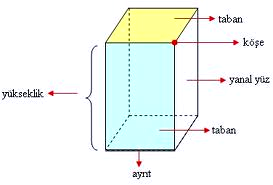 taban
köşe
yanal yüz
yükseklik
taban
ayrıt